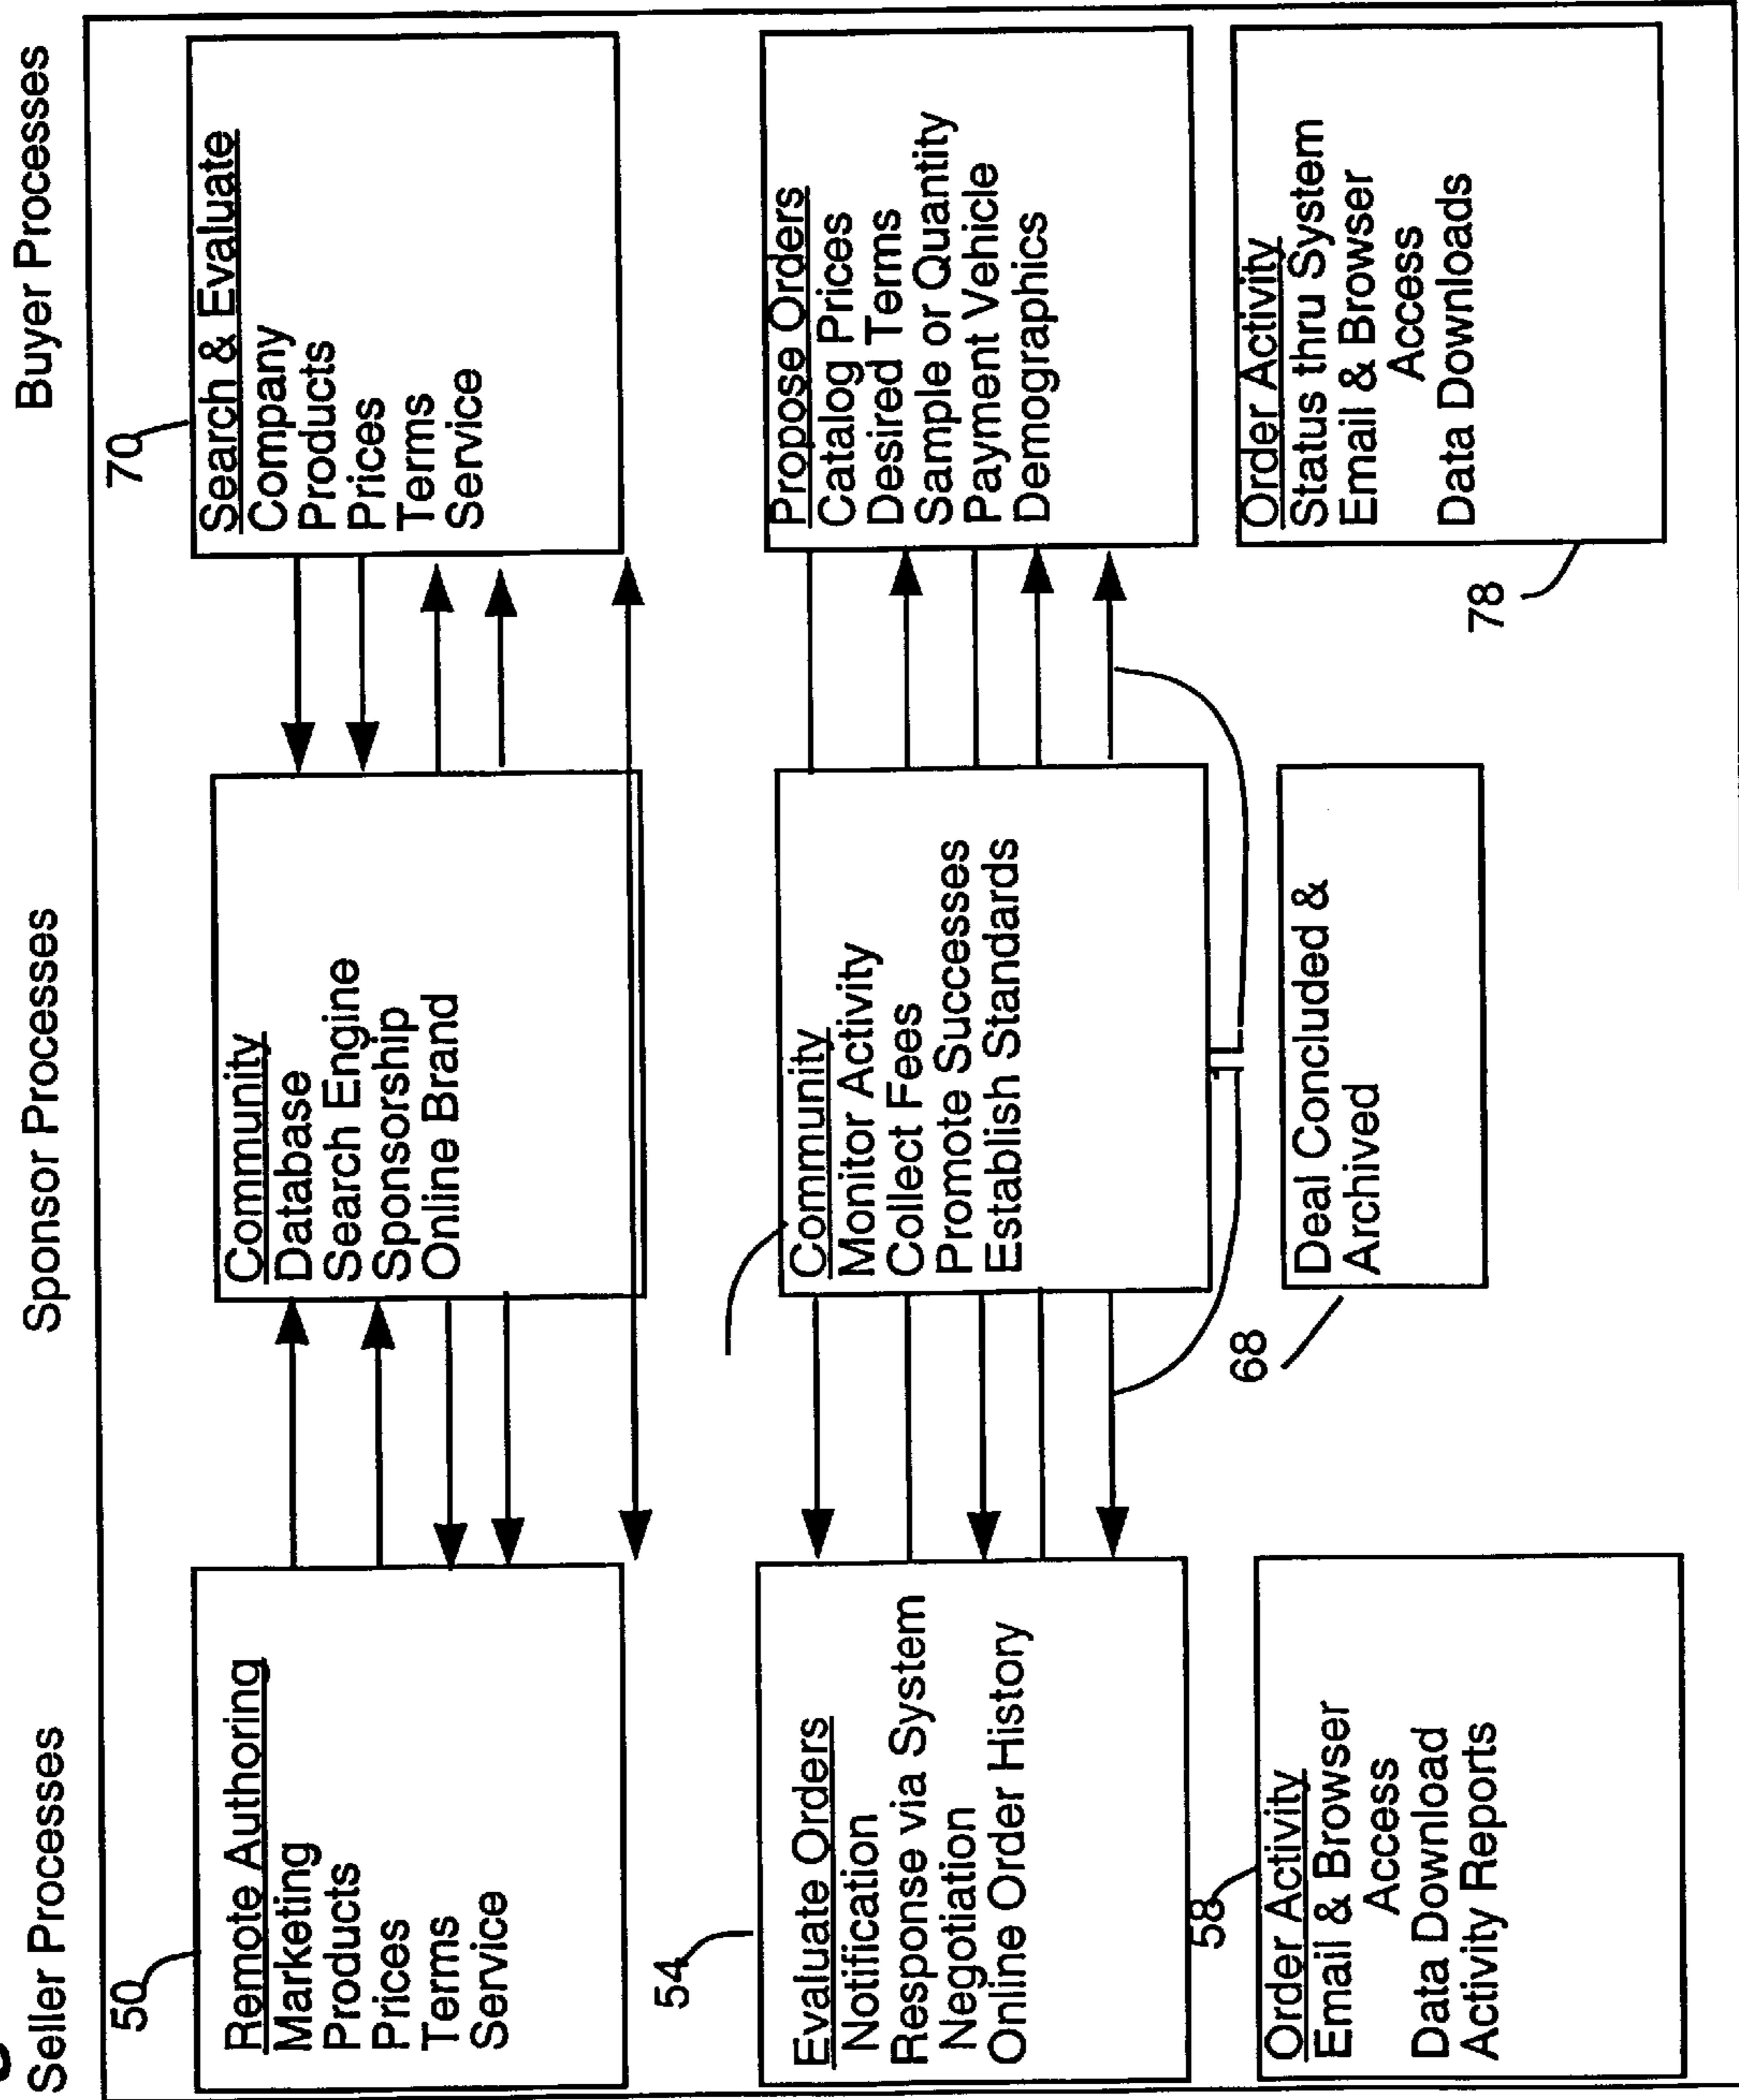 Seller Processes
Sponsor Processes
Buyer Processes
50
Remote Authoring
Marketing
Products
Prices
Terms
Service
Community
Database
Search Engine
Sponsorship
Online Brand
70
Search & Evaluate
Company
Products
Prices
Terms
Service
54
Evaluate Orders
Notification
Response via System
Negotiation
Online Order History
Community
Monitor Activity
Collect Fees
Promote Successes
Establish Standards
Propose Orders
Catalog Prices
Desired Terms
Sample or Quantity
Payment Vehicle
Demographics
58
Order Activity
Email & Browser
Access
Data Download
Activity Reports
68
Deal Concluded &
Archived
78
Order Activity
Status thru System
Email & Browser
Access
Data Downloads